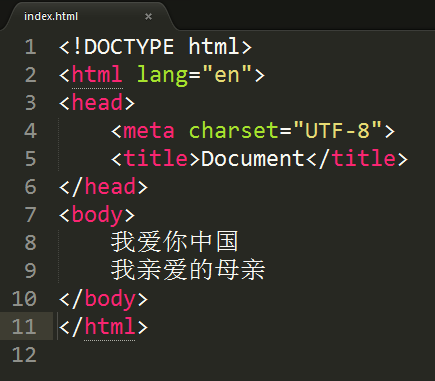 index.html ×
1 <!DOCTYPE html>
2 <html lang="en">
3 <head>
4     <meta charset="UTF-8">
5     <title>Document</title>
6 </head>
7 <body>
8     我爱你中国
9     我亲爱的母亲
10 </body>
11 </html>
12